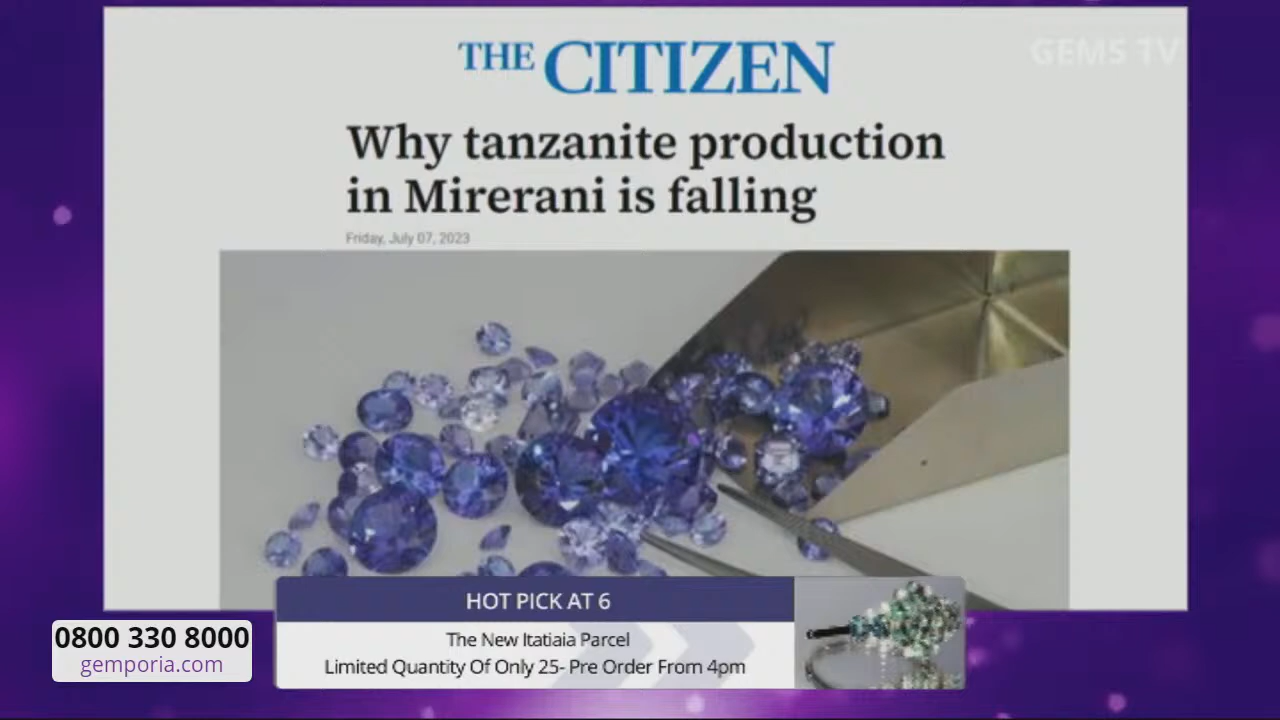 GEMS TV
THE CITIZEN
Why tanzanite production
in Mirerani is falling
Friday, July 07, 2023
HOT PICK AT 6
The New Itatiaia Parcel
Limited Quantity Of Only 25- Pre Order From 4pm
0800 330 8000
gemporia.com